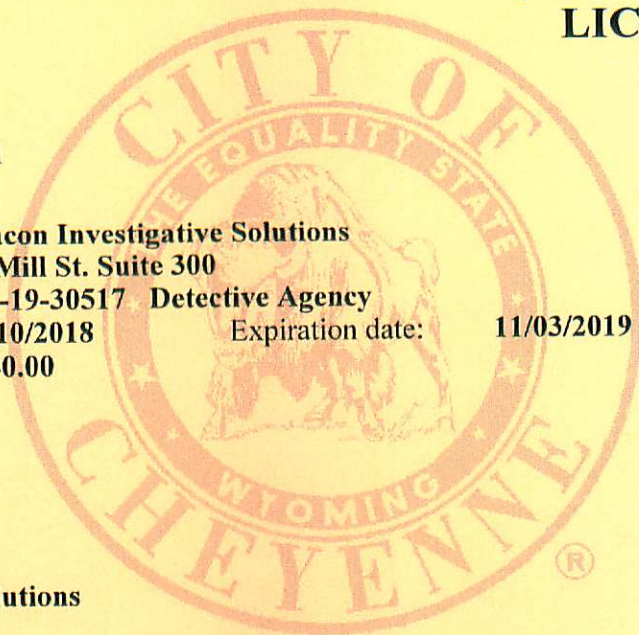 LIC
CITY OF
THE EQUALITY STATE
acon Investigative Solutions
Mill St. Suite 300
-19-30517 Detective Agency
10/2018 Expiration date: 11/03/2019
0.00
WYOMING
CHEYENNE
®
utions